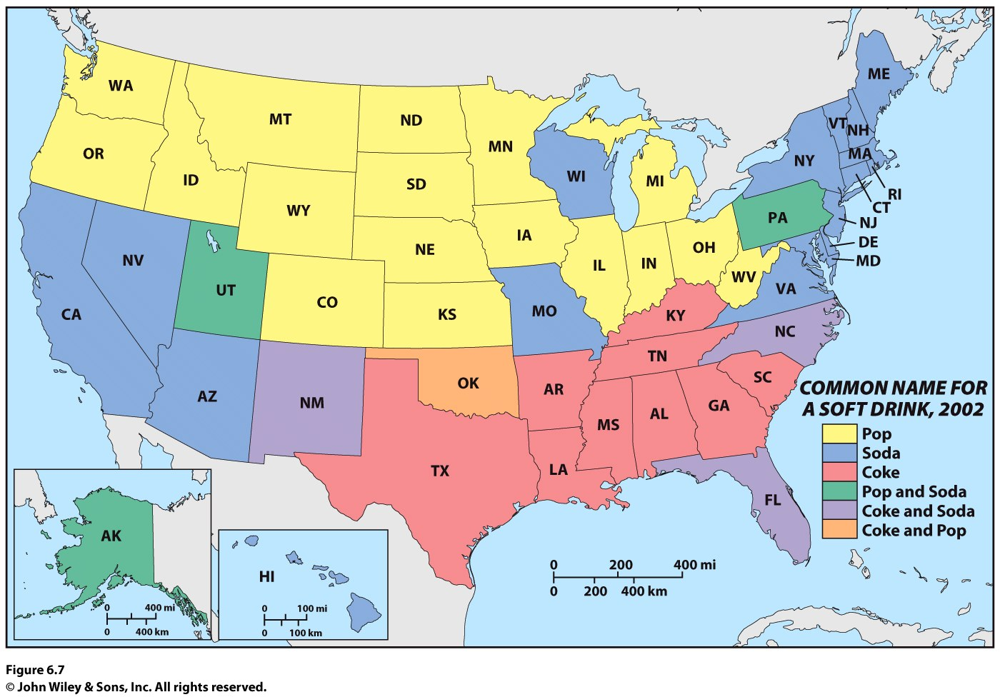 ME
WA
VT
MT
ND
NH
MN
OR
MA
NY
WI
ID
SD
MI
RI
WY
CT
PA
NJ
IA
DE
NE
OH
NV
MD
IL
IN
WV
UT
VA
CO
CA
MO
KS
KY
NC
TN
SC
OK
AR
AZ
NM
GA
AL
MS
COMMON NAME FOR
A SOFT DRINK, 2002
Pop
Soda
Coke
Pop and Soda
Coke and Soda
Coke and Pop
TX
LA
FL
AK
0 400 mi
0 400 km
HI
0 100 mi
0 100 km
0 200 400 mi
0 200 400 km
Figure 6.7
© John Wiley & Sons, Inc. All rights reserved.